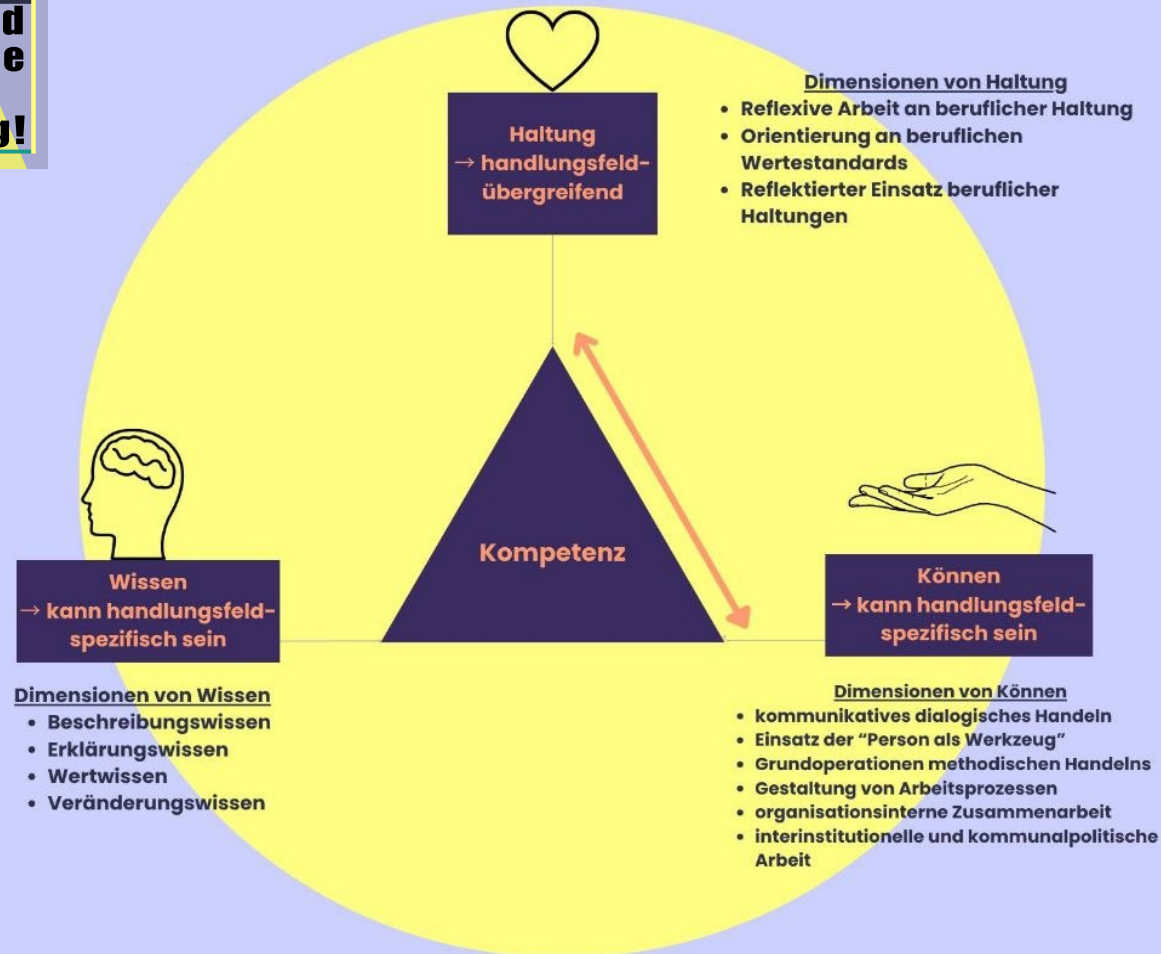 d
e
g!
Haltung
→ handlungsfeld-
übergreifend
Dimensionen von Haltung
• Reflexive Arbeit an beruflicher Haltung
• Orientierung an beruflichen
Wertestandards
• Reflektierter Einsatz beruflicher
Haltungen
Kompetenz
Wissen
→ kann handlungsfeld-
spezifisch sein
Dimensionen von Wissen
• Beschreibungswissen
• Erklärungswissen
• Wertwissen
• Veränderungswissen
Können
→ kann handlungsfeld-
spezifisch sein
Dimensionen von Können
• kommunikatives dialogisches Handeln
• Einsatz der “Person als Werkzeug”
• Grundoperationen methodischen Handelns
• Gestaltung von Arbeitsprozessen
• organisationsinterne Zusammenarbeit
• interinstitutionelle und kommunalpolitische
Arbeit